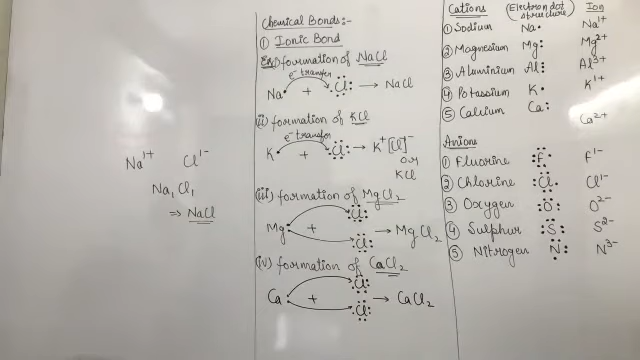 Na¹⁺ Cl¹⁻
Na₁Cl₁
⇒ NaCl
Chemical Bonds:-
① Ionic Bond
(i) formation of NaCl
e⁻ transfer
Na + Cl → NaCl
(ii) formation of KCl
e⁻ transfer
K + Cl → K⁺[Cl]⁻
or
KCl
(iii) formation of MgCl₂
Mg + Cl
Cl → MgCl₂
(iv) formation of CaCl₂
Ca + Cl
Cl → CaCl₂
Cations (Electron dot structure) Ion
① Sodium Na• Na¹⁺
② Magnesium Mg: Mg²⁺
③ Aluminium Al Al³⁺
④ Potassium K• K¹⁺
⑤ Calcium Ca: Ca²⁺
Anions
① Fluorine F F¹⁻
② Chlorine Cl Cl¹⁻
③ Oxygen O O²⁻
④ Sulphur S S²⁻
⑤ Nitrogen N N³⁻